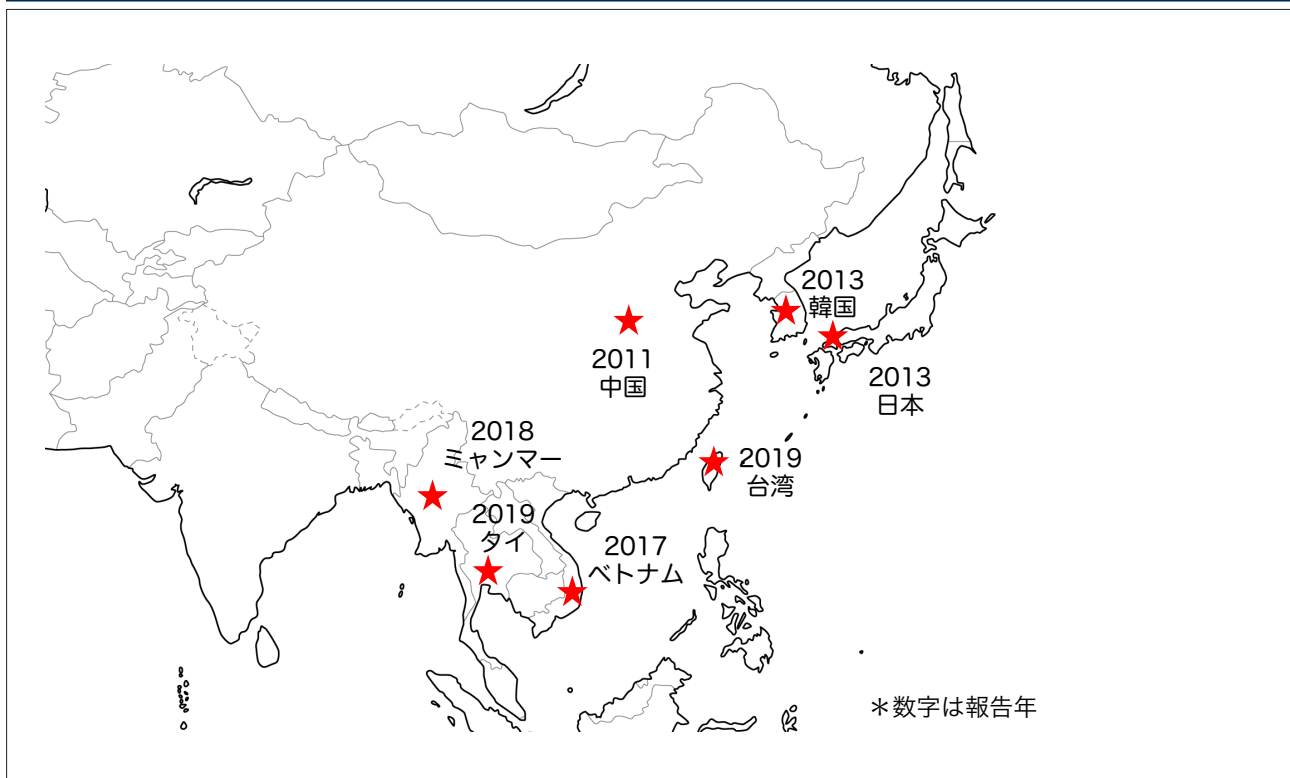 2013
韓国
2011
中国
2013
日本
2018
ミャンマー
2019
台湾
2019
タイ
2017
ベトナム
＊数字は報告年